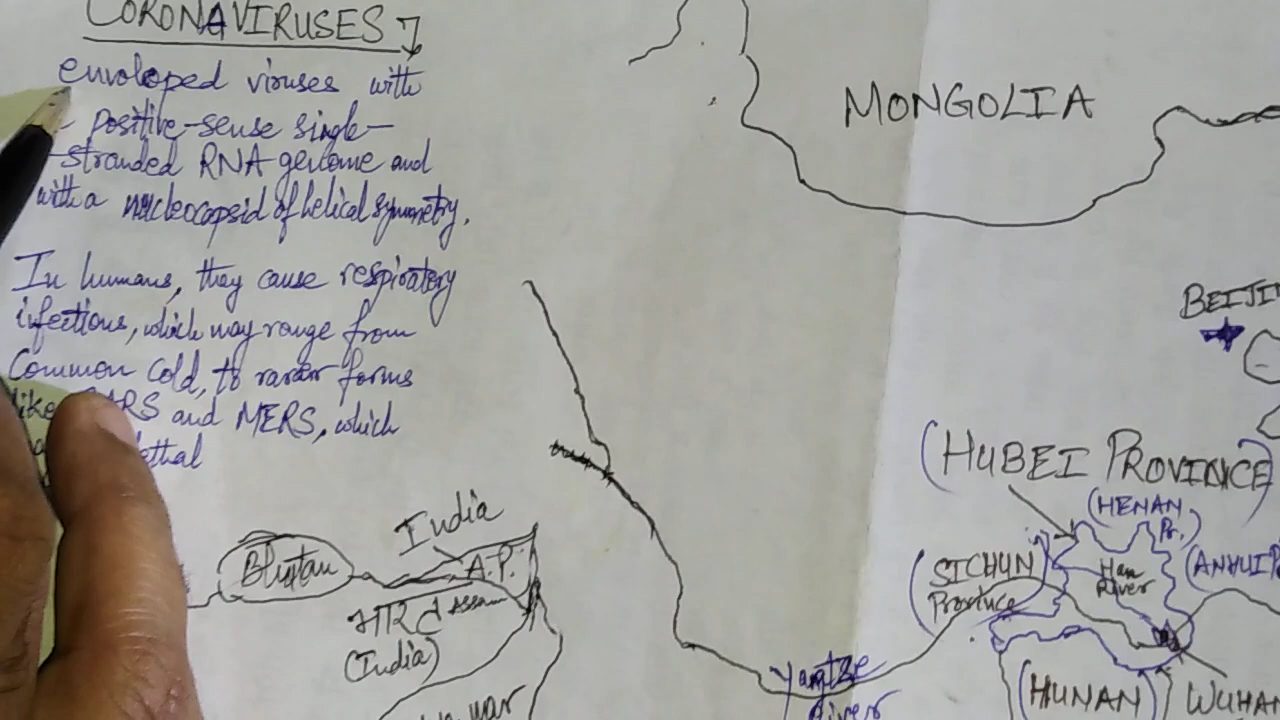 CORONAVIRUSES
enveloped viruses with
positive-sense single-
stranded RNA genome and
with a nucleocapsid of helical symmetry.
In humans, they cause respiratory
infections, which may range from
Common Cold, to rarer forms
like SARS and MERS, which
lethal
MONGOLIA
BEIJI
(HUBEI PROVINCE)
(HENAN
Pr.)
(SICHUN
Province
Han
River
(ANHUI P
India
Bhutan
A.P.
Assam
(India)
Yangtze
River
(HUNAN)
WUHAN
mar